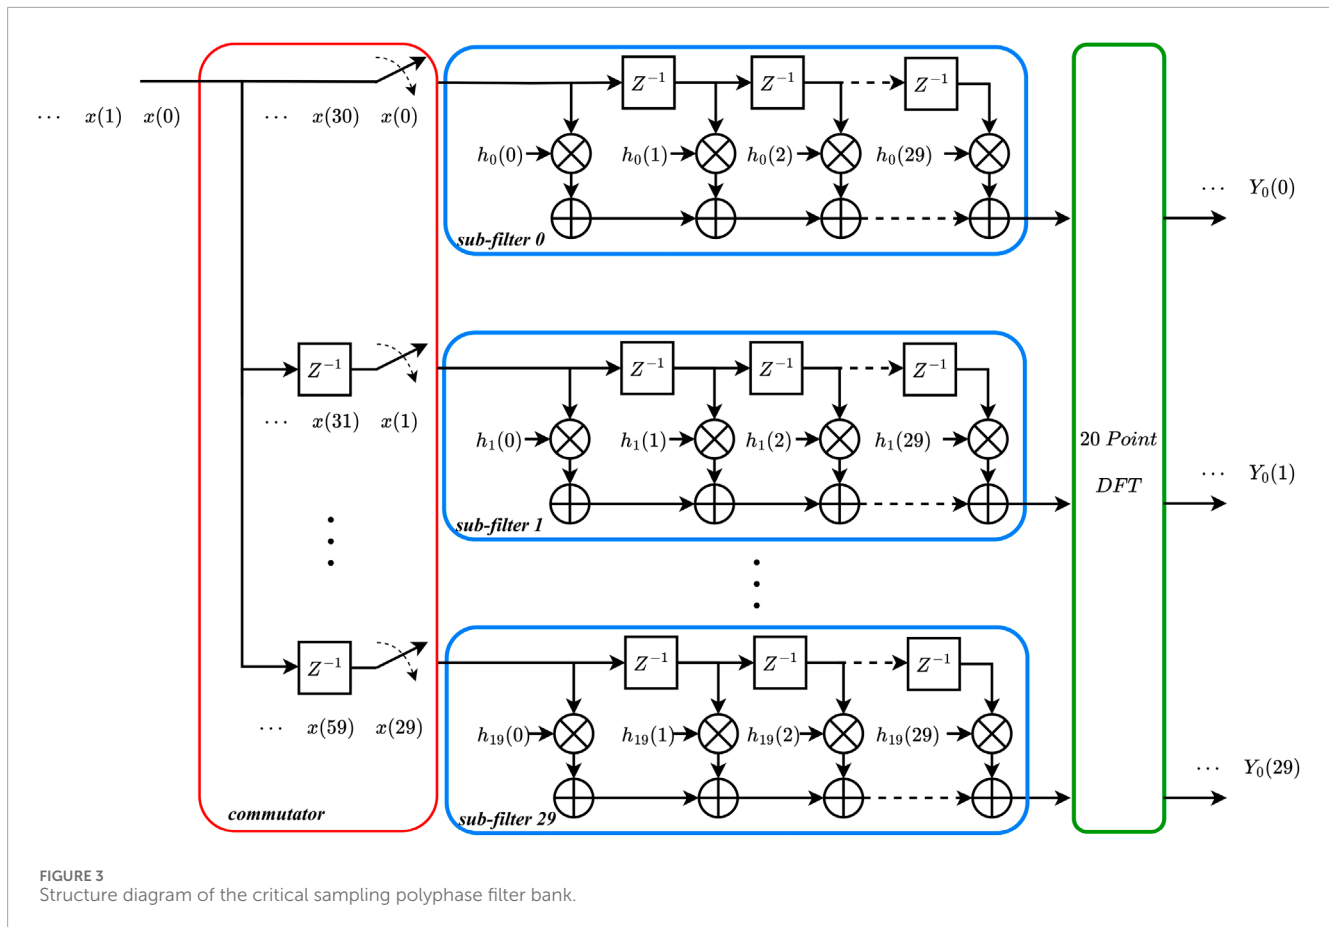 Z⁻¹ Z⁻¹ Z⁻¹
⋯ x(1) x(0) ⋯ x(30) x(0)
h₀(0) h₀(1) h₀(2) h₀(29)
⋯ Y₀(0)
sub-filter 0
Z⁻¹ Z⁻¹ Z⁻¹ Z⁻¹
⋯ x(31) x(1)
h₁(0) h₁(1) h₁(2) h₁(29)
20 Point
DFT
⋯ Y₀(1)
sub-filter 1
Z⁻¹ Z⁻¹ Z⁻¹ Z⁻¹
⋯ x(59) x(29)
h₁₉(0) h₁₉(1) h₁₉(2) h₁₉(29)
⋯ Y₀(29)
commutator
sub-filter 29
FIGURE 3
Structure diagram of the critical sampling polyphase filter bank.